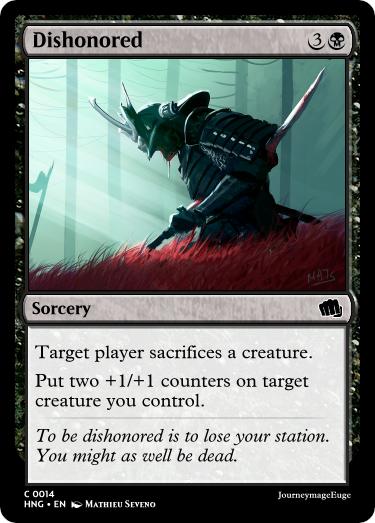 Dishonored 3
Sorcery
Target player sacrifices a creature.
Put two +1/+1 counters on target
creature you control.
To be dishonored is to lose your station.
You might as well be dead.
C 0014
HNG • EN Mathieu Seveno
JourneymageEuge